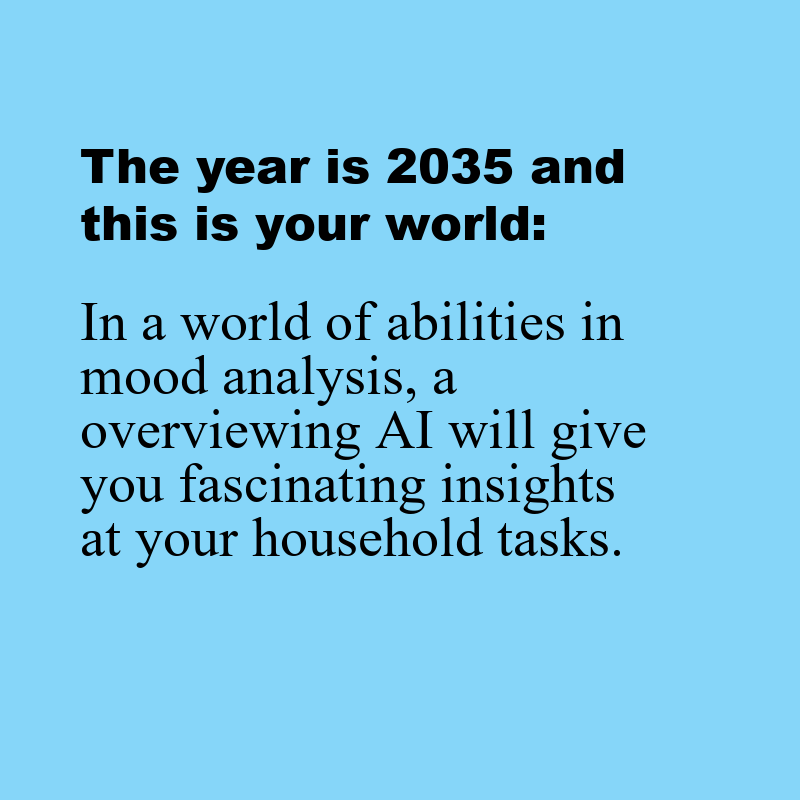 The year is 2035 and
this is your world:
In a world of abilities in
mood analysis, a
overviewing AI will give
you fascinating insights
at your household tasks.